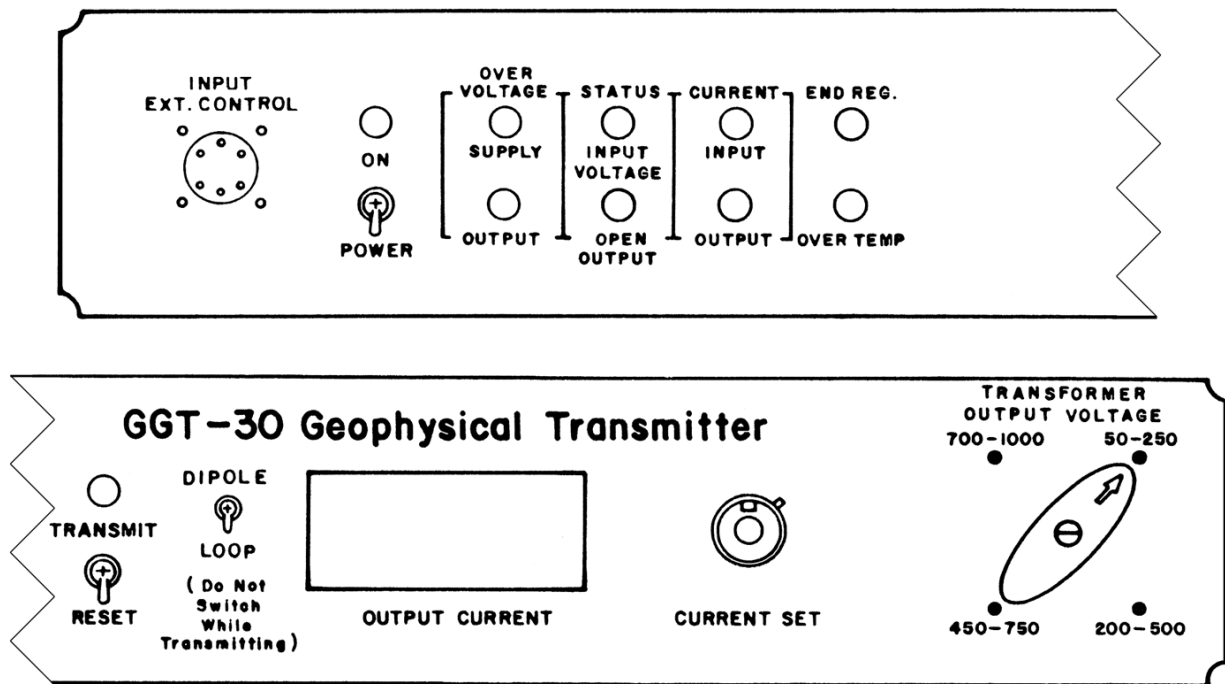 INPUT
EXT. CONTROL
ON
POWER
OVER
VOLTAGE
SUPPLY
OUTPUT
STATUS
INPUT
VOLTAGE
OPEN
OUTPUT
CURRENT
INPUT
OUTPUT
END REG.
OVER TEMP
GGT-30 Geophysical Transmitter
TRANSMIT
RESET
DIPOLE
LOOP
(Do Not
Switch
While
Transmitting)
OUTPUT CURRENT
CURRENT SET
TRANSFORMER
OUTPUT VOLTAGE
700-1000 50-250
450-750 200-500